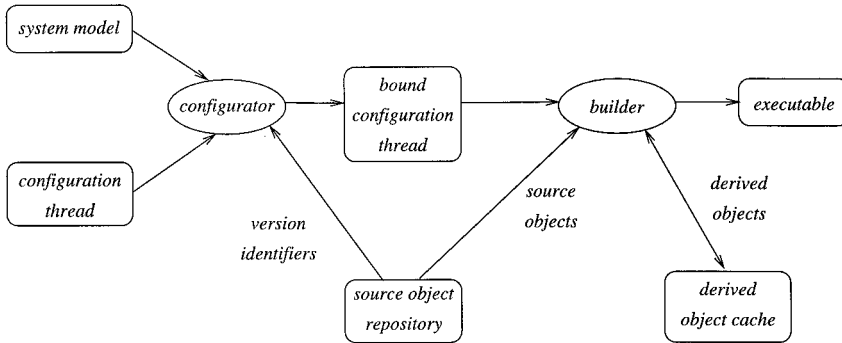 system model
configurator
bound
configuration
thread
builder
executable
configuration
thread
version
identifiers
source
objects
derived
objects
source object
repository
derived
object cache